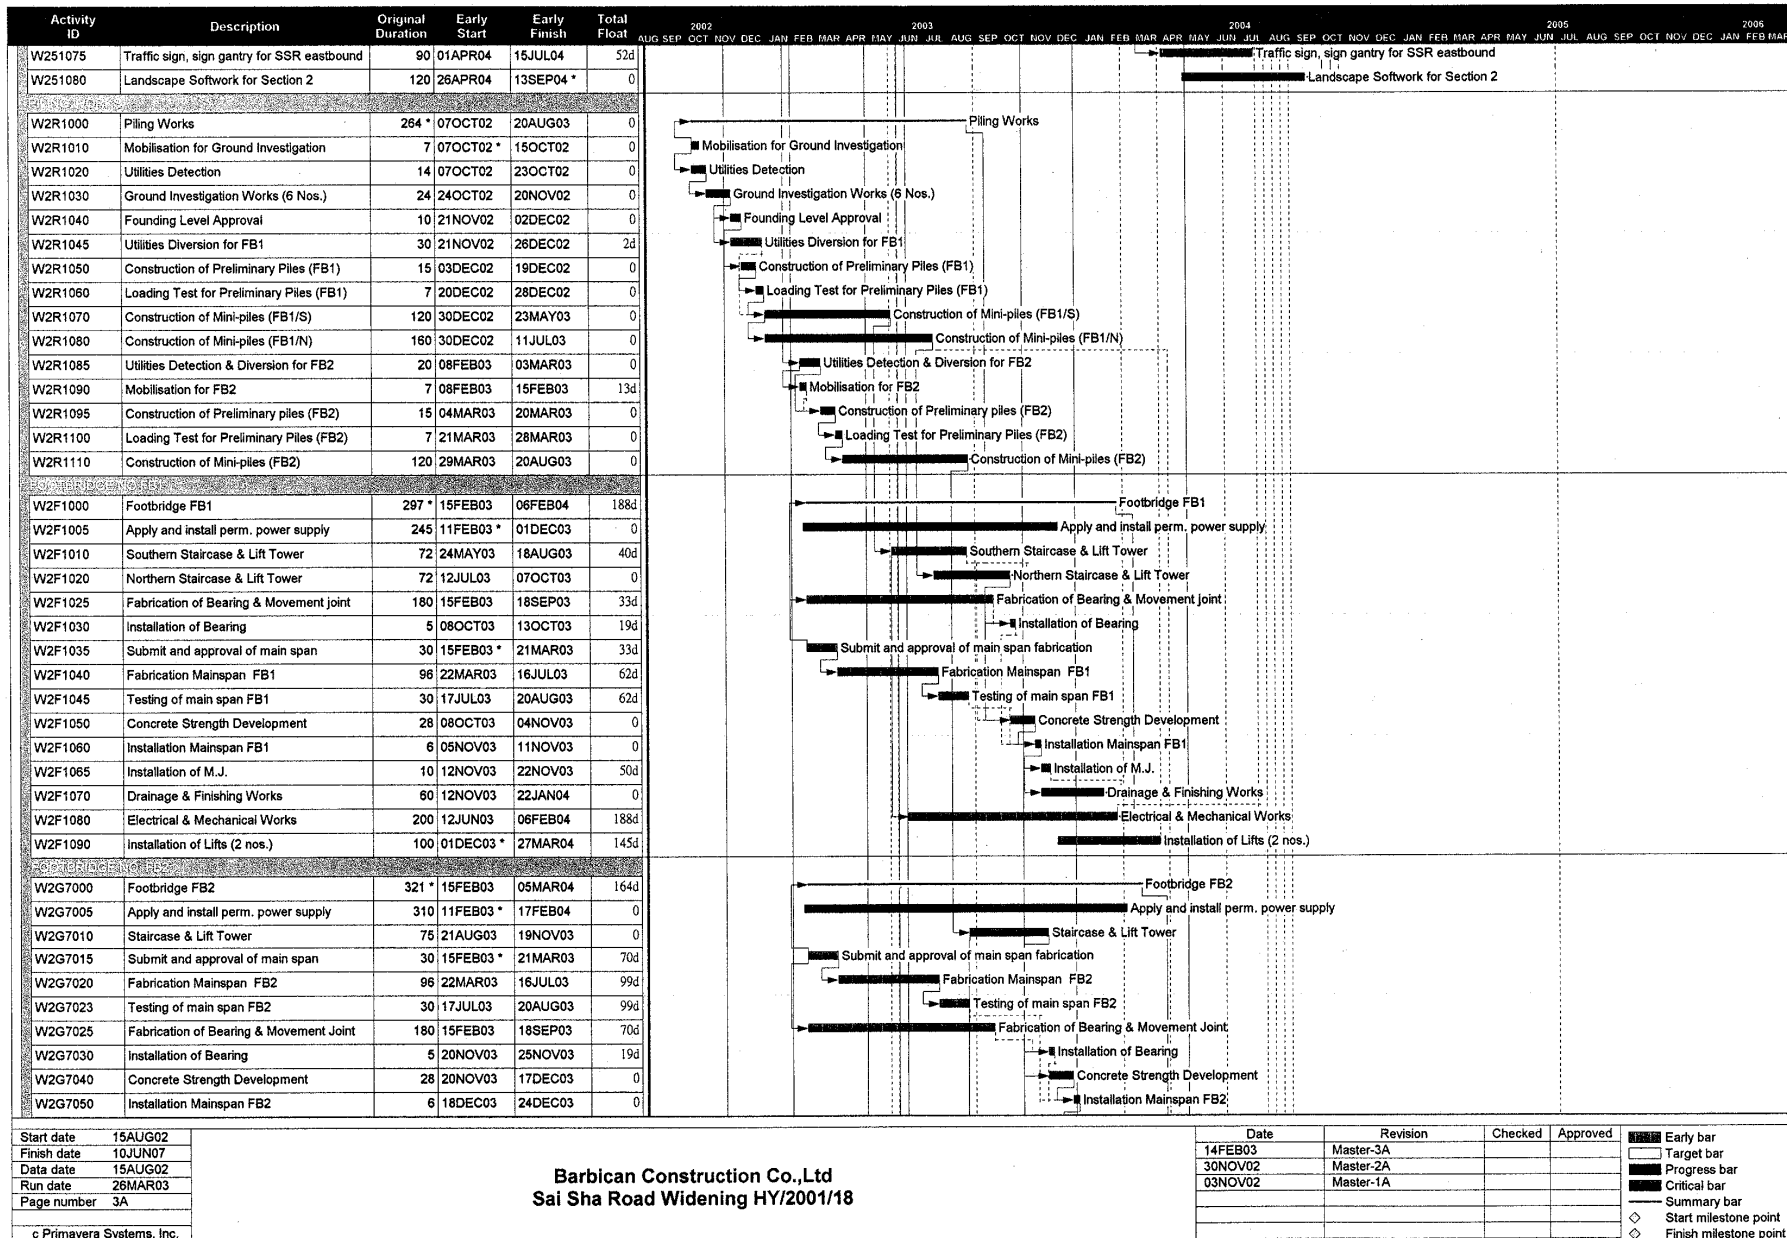 Activity ID Description Original Duration Early Start Early Finish Total Float
2002 2003 2004 2005 2006
AUG SEP OCT NOV DEC JAN FEB MAR APR MAY JUN JUL AUG SEP OCT NOV DEC JAN FEB MAR APR MAY JUN JUL AUG SEP OCT NOV DEC JAN FEB MAR APR MAY JUN JUL AUG SEP OCT NOV DEC JAN FEB MAR
W251075 Traffic sign, sign gantry for SSR eastbound 90 01APR04 15JUL04 52d Traffic sign, sign gantry for SSR eastbound
W251080 Landscape Softwork for Section 2 120 26APR04 13SEP04 * 0 Landscape Softwork for Section 2
W2R1000 Piling Works 264 * 07OCT02 20AUG03 0 Piling Works
W2R1010 Mobilisation for Ground Investigation 7 07OCT02 * 15OCT02 0 Mobilisation for Ground Investigation
W2R1020 Utilities Detection 14 07OCT02 23OCT02 0 Utilities Detection
W2R1030 Ground Investigation Works (6 Nos.) 24 24OCT02 20NOV02 0 Ground Investigation Works (6 Nos.)
W2R1040 Founding Level Approval 10 21NOV02 02DEC02 0 Founding Level Approval
W2R1045 Utilities Diversion for FB1 30 21NOV02 26DEC02 2d Utilities Diversion for FB1
W2R1050 Construction of Preliminary Piles (FB1) 15 03DEC02 19DEC02 0 Construction of Preliminary Piles (FB1)
W2R1060 Loading Test for Preliminary Piles (FB1) 7 20DEC02 28DEC02 0 Loading Test for Preliminary Piles (FB1)
W2R1070 Construction of Mini-piles (FB1/S) 120 30DEC02 23MAY03 0 Construction of Mini-piles (FB1/S)
W2R1080 Construction of Mini-piles (FB1/N) 160 30DEC02 11JUL03 0 Construction of Mini-piles (FB1/N)
W2R1085 Utilities Detection & Diversion for FB2 20 08FEB03 03MAR03 0 Utilities Detection & Diversion for FB2
W2R1090 Mobilisation for FB2 7 08FEB03 15FEB03 13d Mobilisation for FB2
W2R1095 Construction of Preliminary piles (FB2) 15 04MAR03 20MAR03 0 Construction of Preliminary piles (FB2)
W2R1100 Loading Test for Preliminary Piles (FB2) 7 21MAR03 28MAR03 0 Loading Test for Preliminary Piles (FB2)
W2R1110 Construction of Mini-piles (FB2) 120 29MAR03 20AUG03 0 Construction of Mini-piles (FB2)
FOOTBRIDGE NO. FB1
W2F1000 Footbridge FB1 297 * 15FEB03 06FEB04 188d Footbridge FB1
W2F1005 Apply and install perm. power supply 245 11FEB03 * 01DEC03 0 Apply and install perm. power supply
W2F1010 Southern Staircase & Lift Tower 72 24MAY03 18AUG03 40d Southern Staircase & Lift Tower
W2F1020 Northern Staircase & Lift Tower 72 12JUL03 07OCT03 0 Northern Staircase & Lift Tower
W2F1025 Fabrication of Bearing & Movement joint 180 15FEB03 18SEP03 33d Fabrication of Bearing & Movement joint
W2F1030 Installation of Bearing 5 08OCT03 13OCT03 19d Installation of Bearing
W2F1035 Submit and approval of main span 30 15FEB03 * 21MAR03 33d Submit and approval of main span fabrication
W2F1040 Fabrication Mainspan FB1 96 22MAR03 16JUL03 62d Fabrication Mainspan FB1
W2F1045 Testing of main span FB1 30 17JUL03 20AUG03 62d Testing of main span FB1
W2F1050 Concrete Strength Development 28 08OCT03 04NOV03 0 Concrete Strength Development
W2F1060 Installation Mainspan FB1 6 05NOV03 11NOV03 0 Installation Mainspan FB1
W2F1065 Installation of M.J. 10 12NOV03 22NOV03 50d Installation of M.J.
W2F1070 Drainage & Finishing Works 60 12NOV03 22JAN04 0 Drainage & Finishing Works
W2F1080 Electrical & Mechanical Works 200 12JUN03 06FEB04 188d Electrical & Mechanical Works
W2F1090 Installation of Lifts (2 nos.) 100 01DEC03 * 27MAR04 145d Installation of Lifts (2 nos.)
FOOTBRIDGE NO. FB2
W2G7000 Footbridge FB2 321 * 15FEB03 05MAR04 164d Footbridge FB2
W2G7005 Apply and install perm. power supply 310 11FEB03 * 17FEB04 0 Apply and install perm. power supply
W2G7010 Staircase & Lift Tower 75 21AUG03 19NOV03 0 Staircase & Lift Tower
W2G7015 Submit and approval of main span 30 15FEB03 * 21MAR03 70d Submit and approval of main span fabrication
W2G7020 Fabrication Mainspan FB2 96 22MAR03 16JUL03 99d Fabrication Mainspan FB2
W2G7023 Testing of main span FB2 30 17JUL03 20AUG03 99d Testing of main span FB2
W2G7025 Fabrication of Bearing & Movement Joint 180 15FEB03 18SEP03 70d Fabrication of Bearing & Movement Joint
W2G7030 Installation of Bearing 5 20NOV03 25NOV03 19d Installation of Bearing
W2G7040 Concrete Strength Development 28 20NOV03 17DEC03 0 Concrete Strength Development
W2G7050 Installation Mainspan FB2 6 18DEC03 24DEC03 0 Installation Mainspan FB2
Start date 15AUG02
Finish date 10JUN07
Data date 15AUG02
Run date 26MAR03
Page number 3A
c Primavera Systems, Inc.
Barbican Construction Co.,Ltd
Sai Sha Road Widening HY/2001/18
Date Revision Checked Approved
14FEB03 Master-3A
30NOV02 Master-2A
03NOV02 Master-1A
Early bar
Target bar
Progress bar
Critical bar
Summary bar
Start milestone point
Finish milestone point